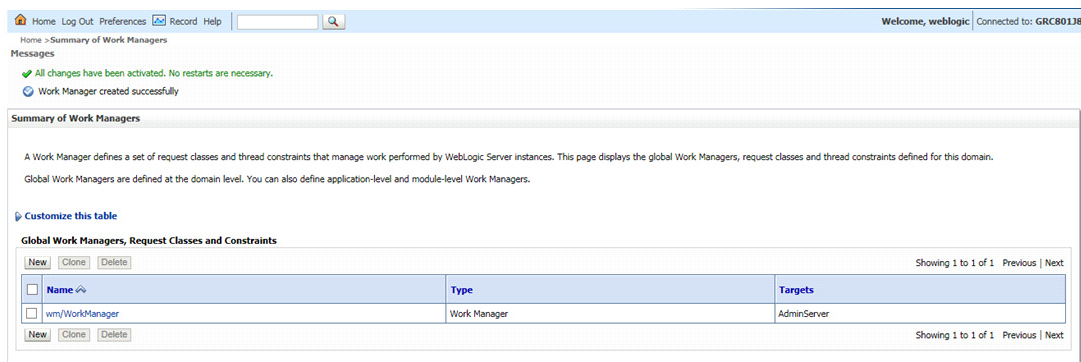 Home Log Out Preferences Record Help Welcome, weblogic Connected to: GRC801J8
Home >Summary of Work Managers
Messages
All changes have been activated. No restarts are necessary.
Work Manager created successfully
Summary of Work Managers
A Work Manager defines a set of request classes and thread constraints that manage work performed by WebLogic Server instances. This page displays the global Work Managers, request classes and thread constraints defined for this domain.
Global Work Managers are defined at the domain level. You can also define application-level and module-level Work Managers.
Customize this table
Global Work Managers, Request Classes and Constraints
New Clone Delete Showing 1 to 1 of 1 Previous | Next
Name Type Targets
wm/WorkManager Work Manager AdminServer
New Clone Delete Showing 1 to 1 of 1 Previous | Next